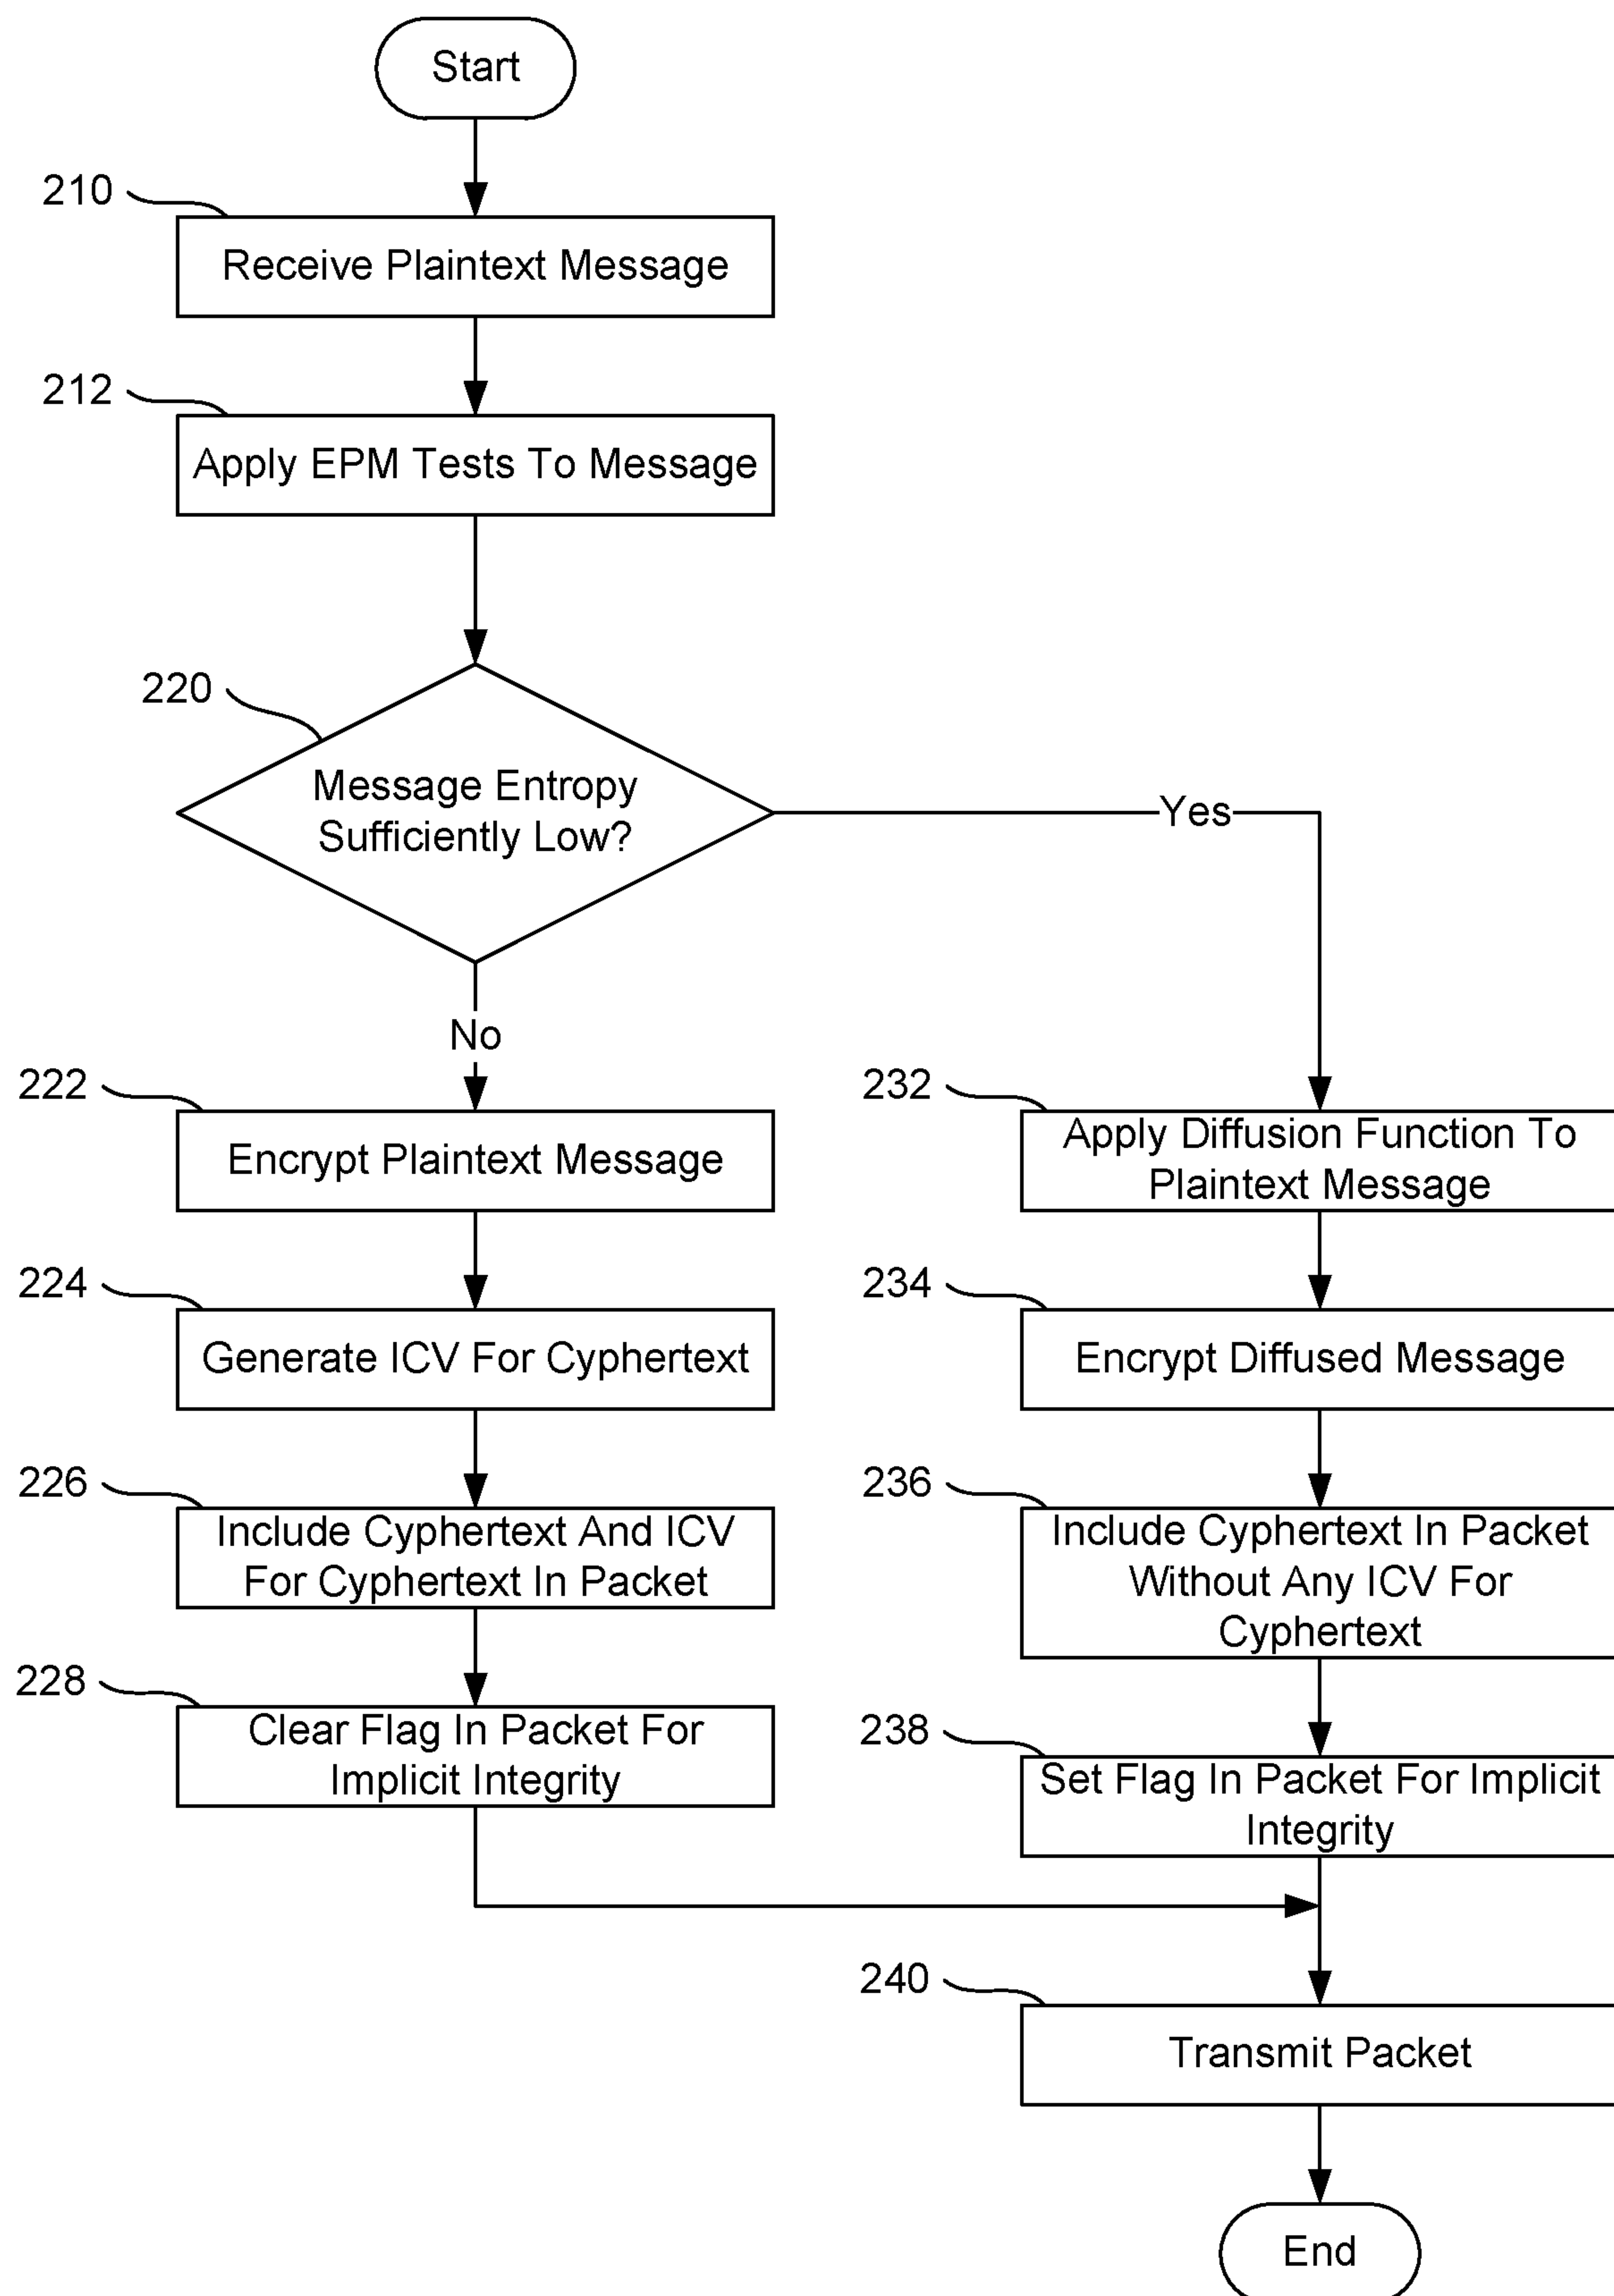 Start
210
Receive Plaintext Message
212
Apply EPM Tests To Message
220
Message Entropy
Sufficiently Low?
Yes
No
222
Encrypt Plaintext Message
224
Generate ICV For Cyphertext
226
Include Cyphertext And ICV
For Cyphertext In Packet
228
Clear Flag In Packet For
Implicit Integrity
232
Apply Diffusion Function To
Plaintext Message
234
Encrypt Diffused Message
236
Include Cyphertext In Packet
Without Any ICV For
Cyphertext
238
Set Flag In Packet For Implicit
Integrity
240
Transmit Packet
End